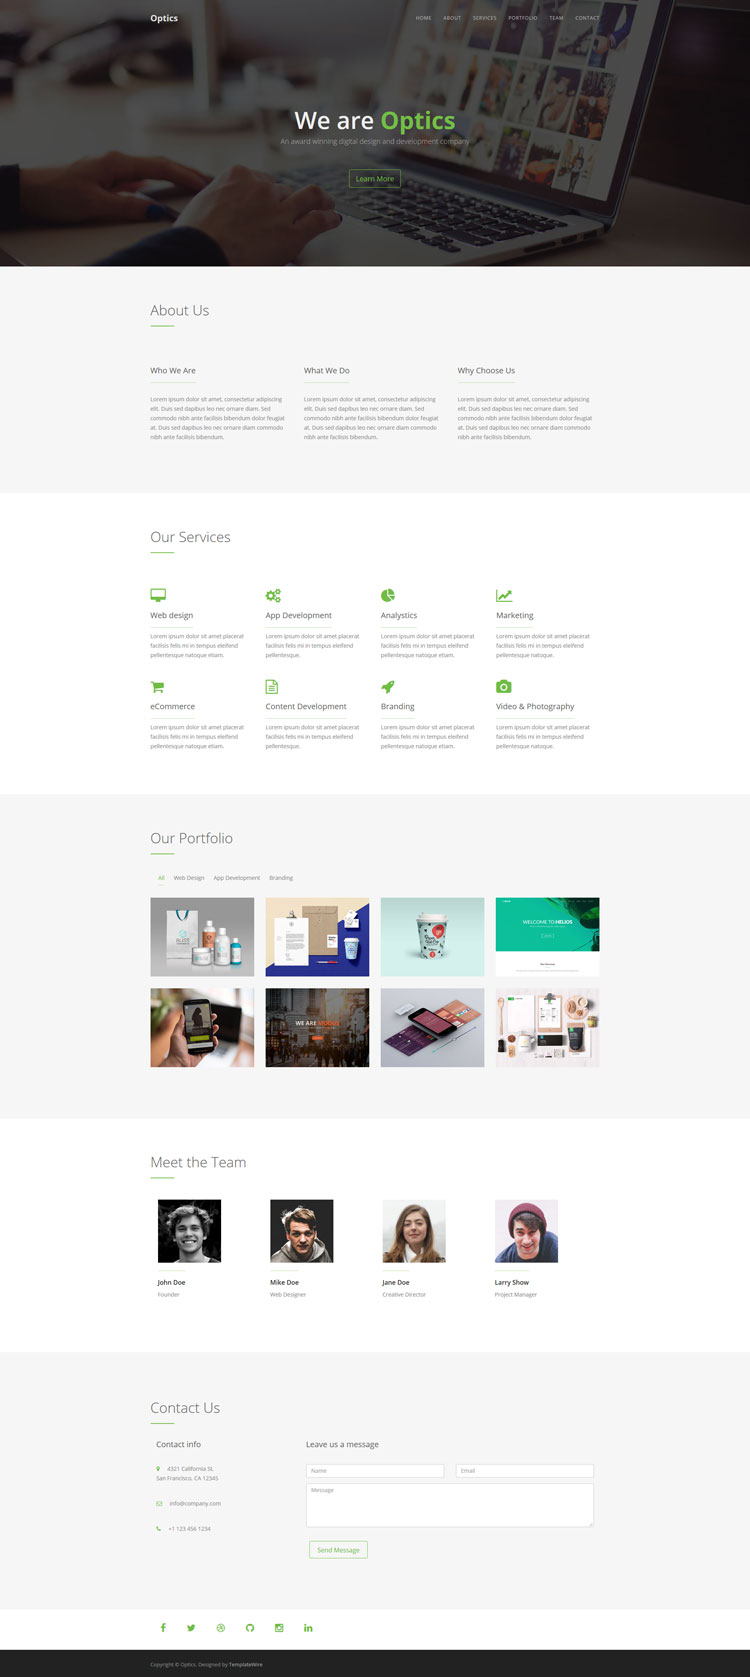 Optics
HOME ABOUT SERVICES PORTFOLIO TEAM CONTACT
We are Optics
An award winning digital design and development company
Learn More
About Us
Who We Are
Lorem ipsum dolor sit amet, consectetur adipiscing
elit. Duis sed dapibus leo nec ornare diam. Sed
commodo nibh ante facilisis bibendum dolor feugiat
at. Duis sed dapibus leo nec ornare diam commodo
nibh ante facilisis bibendum.
What We Do
Lorem ipsum dolor sit amet, consectetur adipiscing
elit. Duis sed dapibus leo nec ornare diam. Sed
commodo nibh ante facilisis bibendum dolor feugiat
at. Duis sed dapibus leo nec ornare diam commodo
nibh ante facilisis bibendum.
Why Choose Us
Lorem ipsum dolor sit amet, consectetur adipiscing
elit. Duis sed dapibus leo nec ornare diam. Sed
commodo nibh ante facilisis bibendum dolor feugiat
at. Duis sed dapibus leo nec ornare diam commodo
nibh ante facilisis bibendum.
Our Services
Web design
Lorem ipsum dolor sit amet placerat
facilisis felis mi in tempus eleifend
pellentesque natoque etiam.
App Development
Lorem ipsum dolor sit amet placerat
facilisis felis mi in tempus eleifend
pellentesque.
Analystics
Lorem ipsum dolor sit amet placerat
facilisis felis mi in tempus eleifend
pellentesque natoque etiam.
Marketing
Lorem ipsum dolor sit amet placerat
facilisis felis mi in tempus eleifend
pellentesque.
eCommerce
Lorem ipsum dolor sit amet placerat
facilisis felis mi in tempus eleifend
pellentesque natoque etiam.
Content Development
Lorem ipsum dolor sit amet placerat
facilisis felis mi in tempus eleifend
pellentesque.
Branding
Lorem ipsum dolor sit amet placerat
facilisis felis mi in tempus eleifend
pellentesque natoque etiam.
Video & Photography
Lorem ipsum dolor sit amet placerat
facilisis felis mi in tempus eleifend
pellentesque natoque.
Our Portfolio
All Web Design App Development Branding
BLISS
WELCOME TO HELIOS
WE ARE
Meet the Team
John Doe
Founder
Mike Doe
Web Designer
Jane Doe
Creative Director
Larry Show
Project Manager
Contact Us
Contact info
4321 California St,
San Francisco, CA 12345
info@company.com
+1 123 456 1234
Leave us a message
Name
Email
Message
Send Message
Copyright © Optics. Designed by TemplateWire